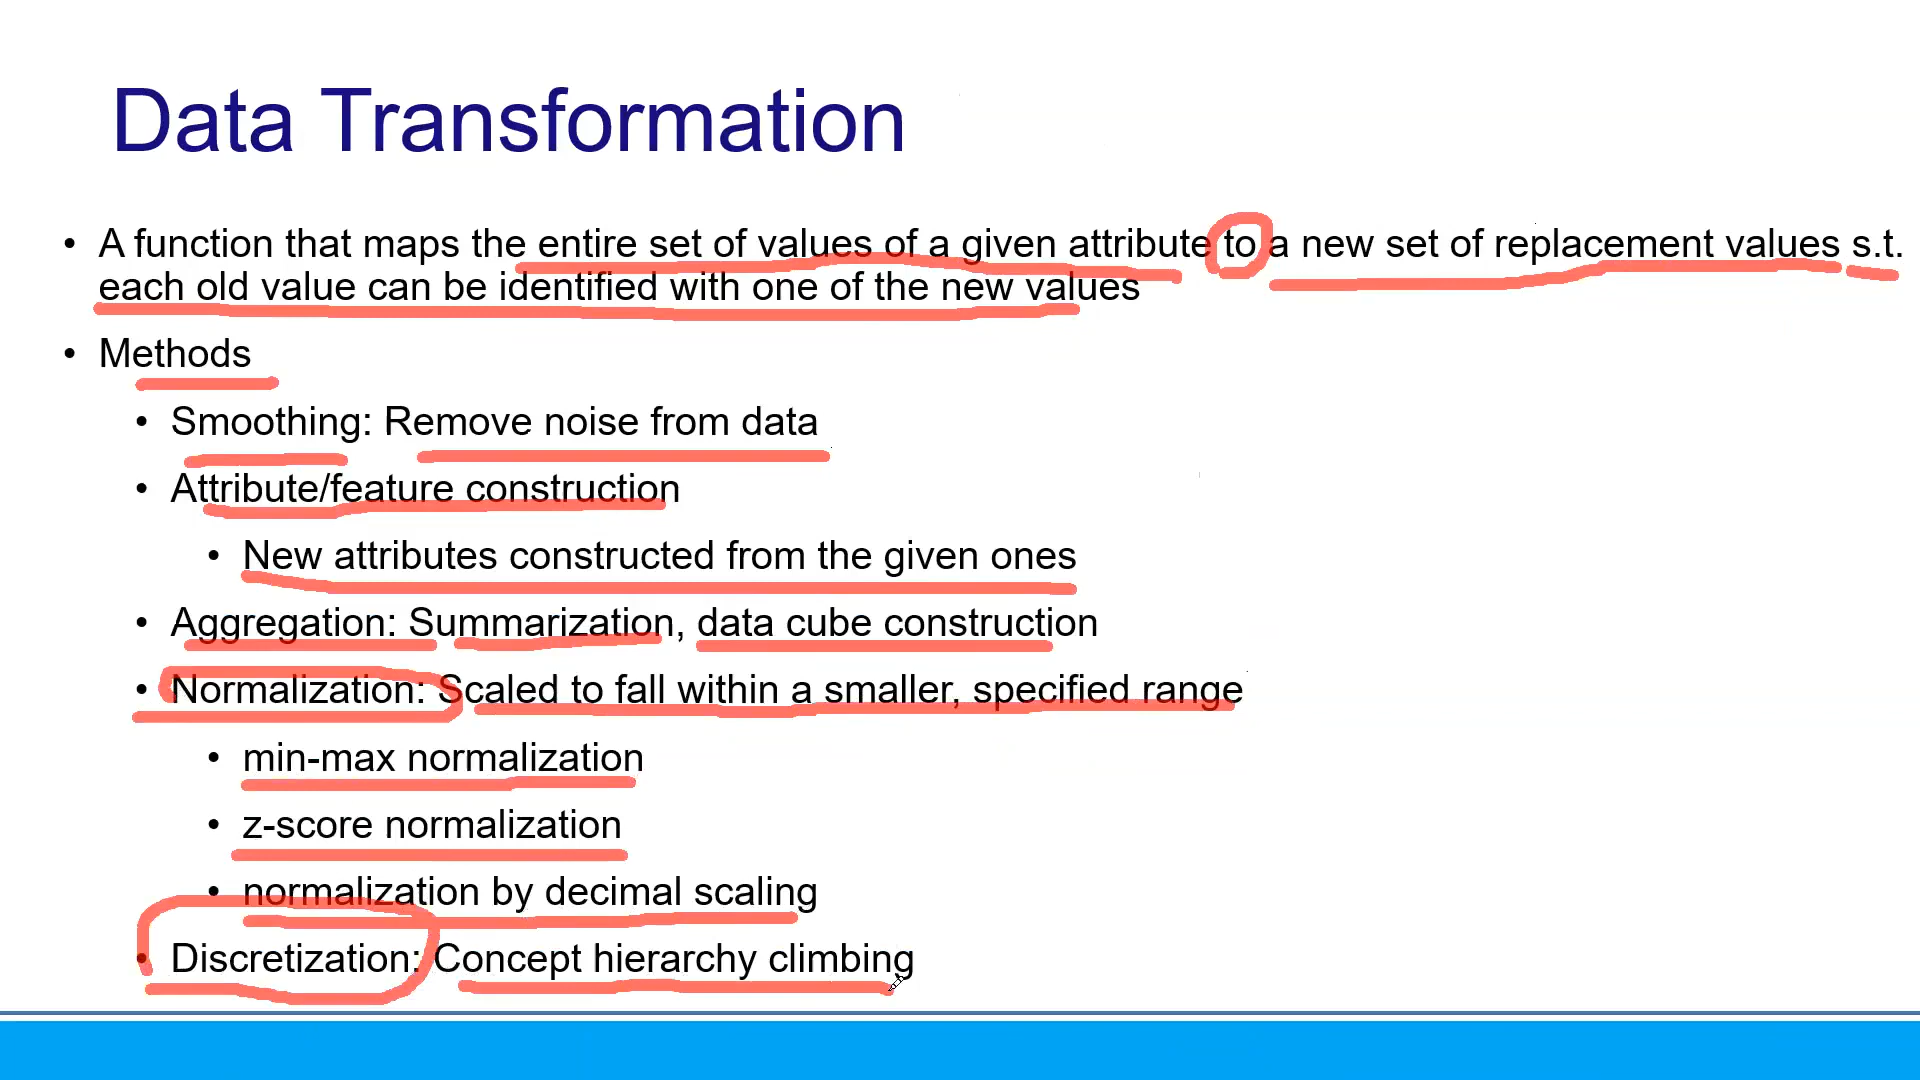 Data Transformation
• A function that maps the entire set of values of a given attribute to a new set of replacement values s.t.
each old value can be identified with one of the new values
• Methods
• Smoothing: Remove noise from data
• Attribute/feature construction
• New attributes constructed from the given ones
• Aggregation: Summarization, data cube construction
• Normalization: Scaled to fall within a smaller, specified range
• min-max normalization
• z-score normalization
• normalization by decimal scaling
• Discretization: Concept hierarchy climbing